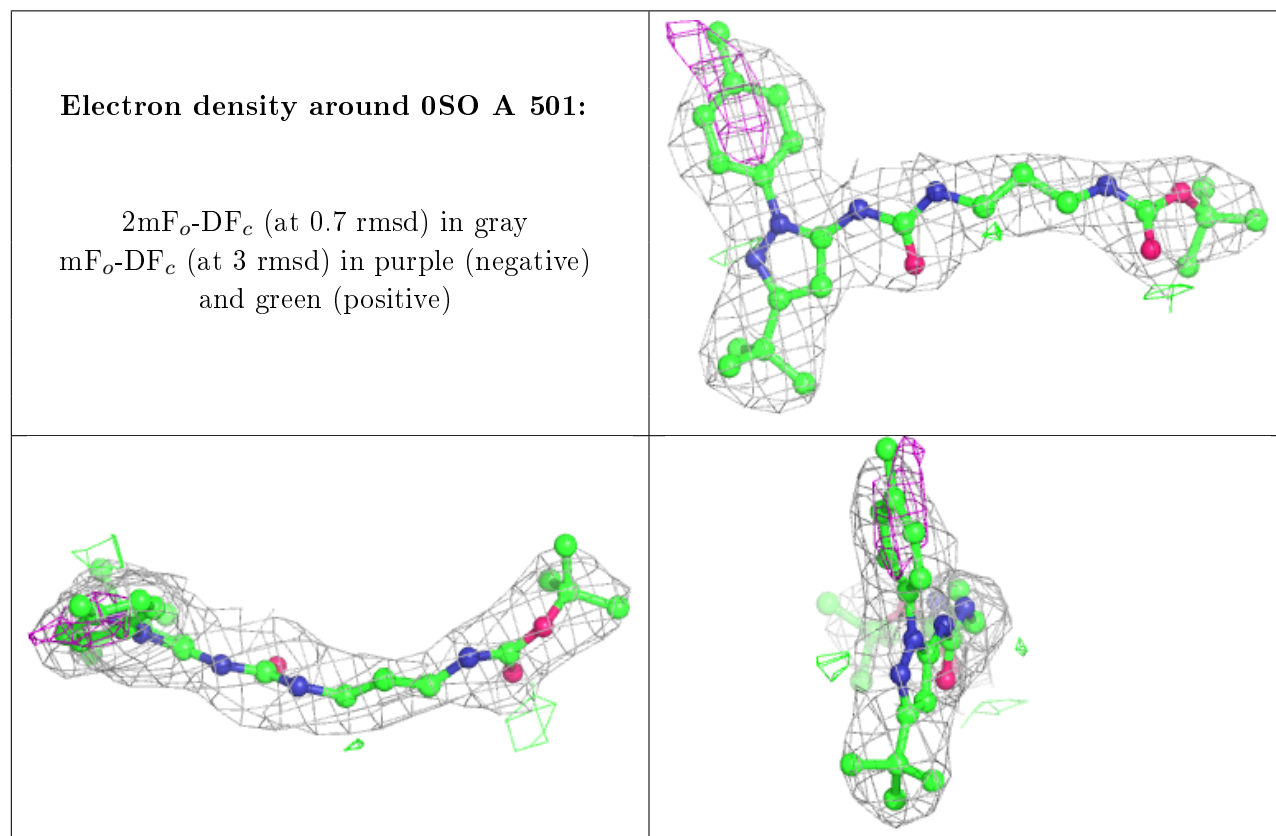 Electron density around 0SO A 501:
2mFₒ-DF𝒸 (at 0.7 rmsd) in gray
mFₒ-DF𝒸 (at 3 rmsd) in purple (negative)
and green (positive)